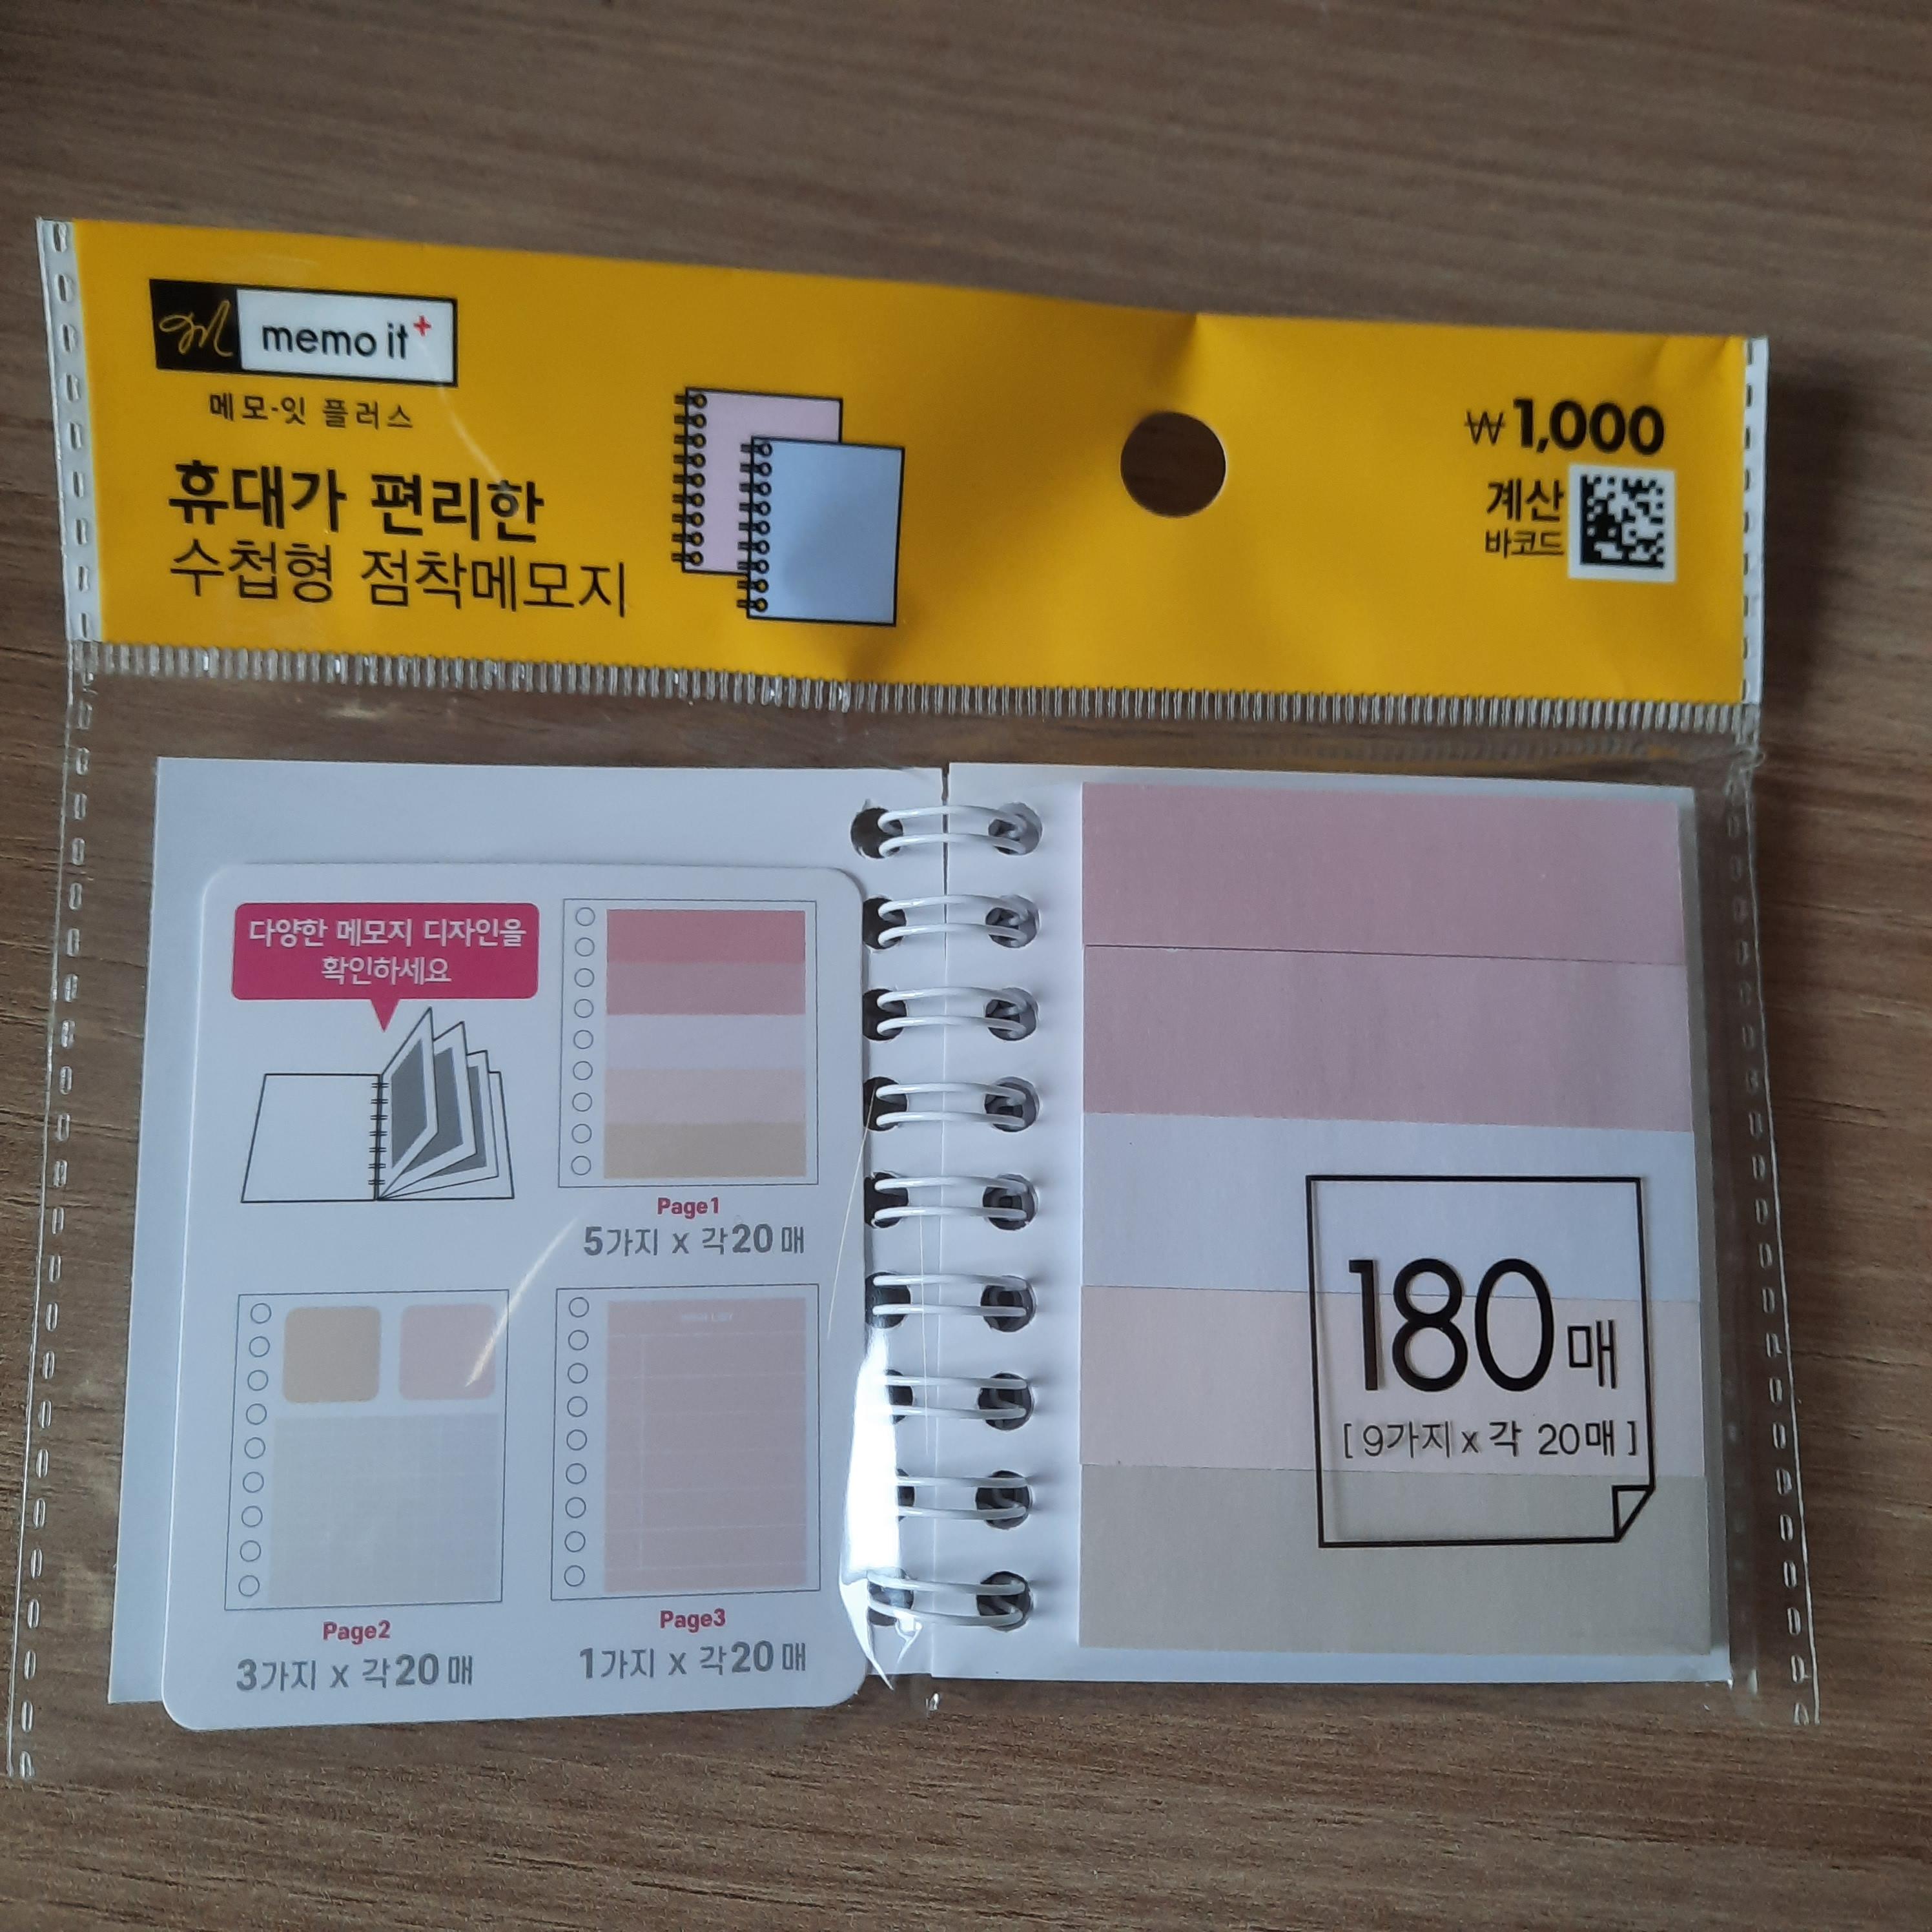 memo it+
메모-잇 플러스
휴대가 편리한
수첩형 점착메모지
₩1,000
계산
바코드
다양한 메모지 디자인을
확인하세요
Page1
5가지 x 각20매
Page2
3가지 x 각20매
Page3
1가지 x 각20매
180매
[ 9가지 x 각 20매 ]